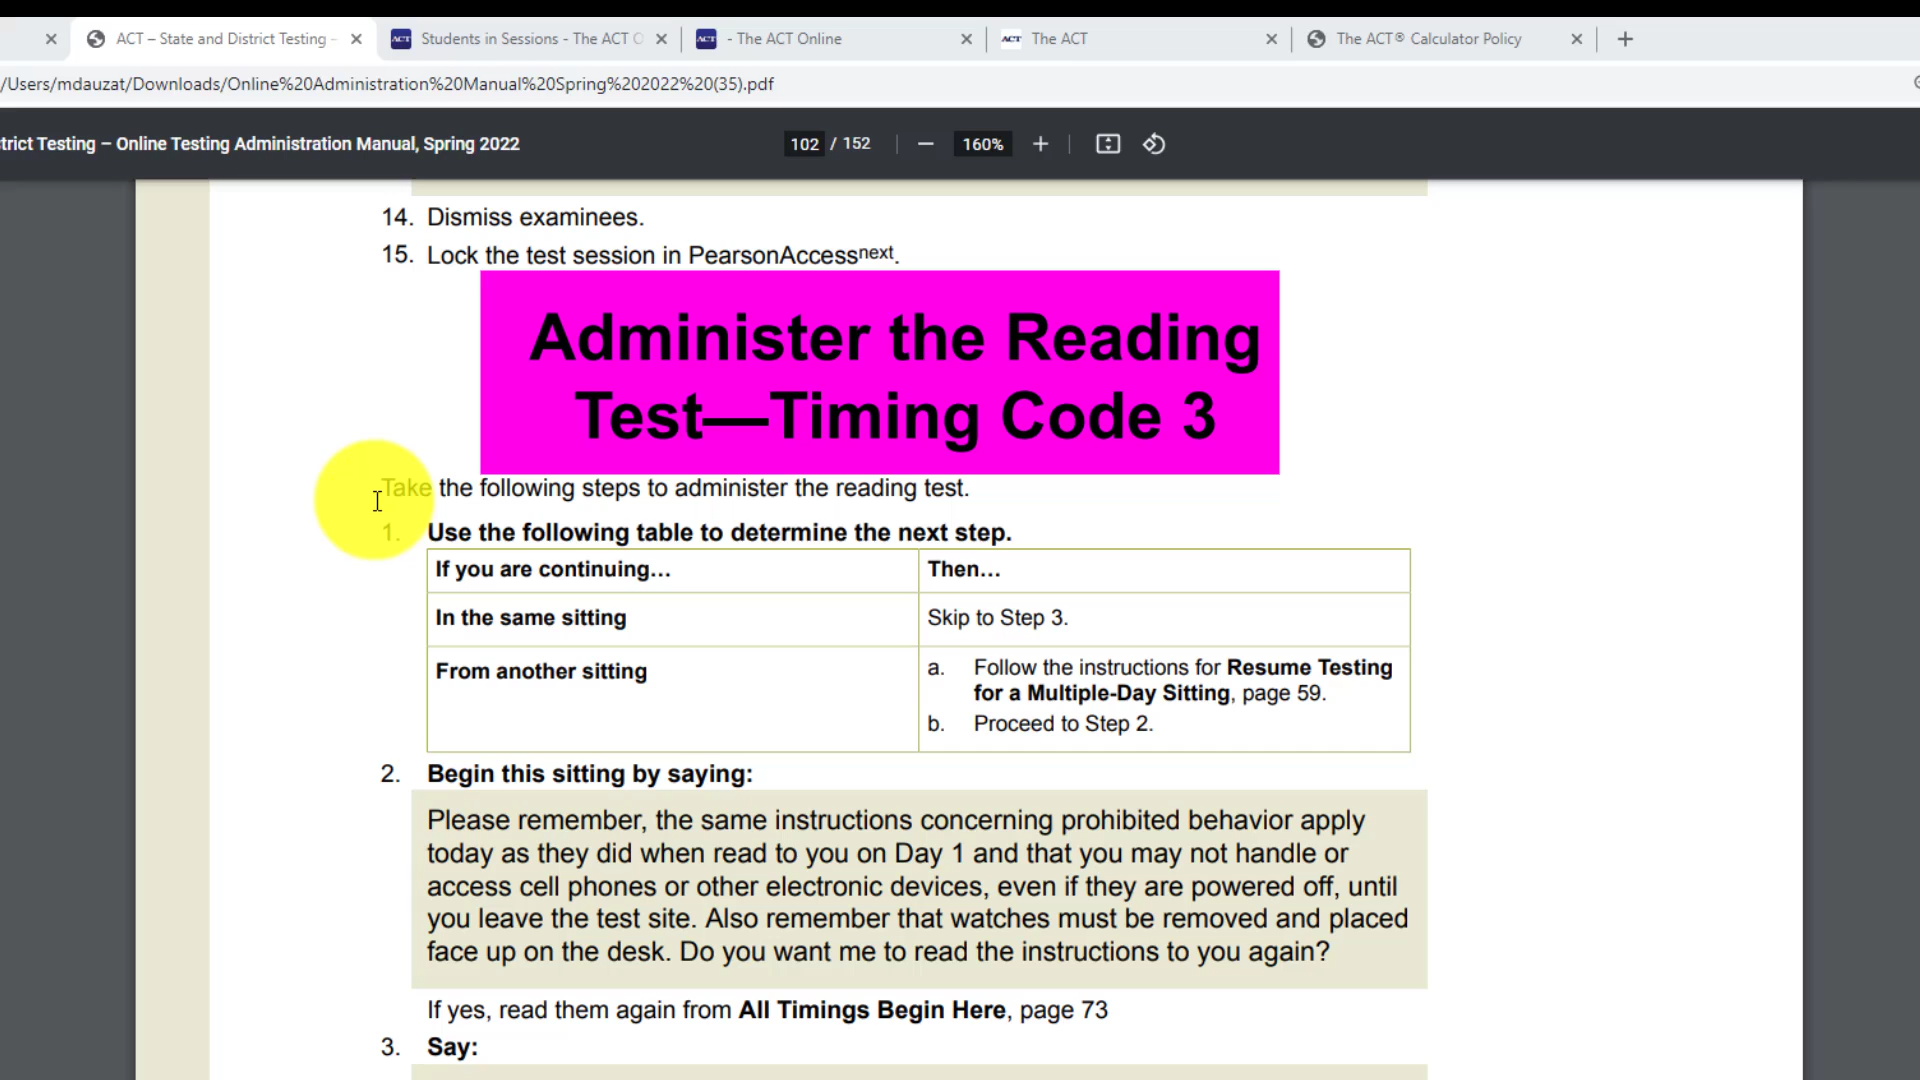 ACT – State and District Testing -
Students in Sessions - The ACT O
- The ACT Online
The ACT
The ACT® Calculator Policy
/Users/mdauzat/Downloads/Online%20Administration%20Manual%20Spring%202022%20(35).pdf
trict Testing – Online Testing Administration Manual, Spring 2022
102 / 152
160%
14. Dismiss examinees.
15. Lock the test session in PearsonAccessnext.
Administer the Reading
Test—Timing Code 3
Take the following steps to administer the reading test.
1. Use the following table to determine the next step.
If you are continuing… Then…
In the same sitting Skip to Step 3.
From another sitting a. Follow the instructions for Resume Testing
for a Multiple-Day Sitting, page 59.
b. Proceed to Step 2.
2. Begin this sitting by saying:
Please remember, the same instructions concerning prohibited behavior apply
today as they did when read to you on Day 1 and that you may not handle or
access cell phones or other electronic devices, even if they are powered off, until
you leave the test site. Also remember that watches must be removed and placed
face up on the desk. Do you want me to read the instructions to you again?
If yes, read them again from All Timings Begin Here, page 73
3. Say: